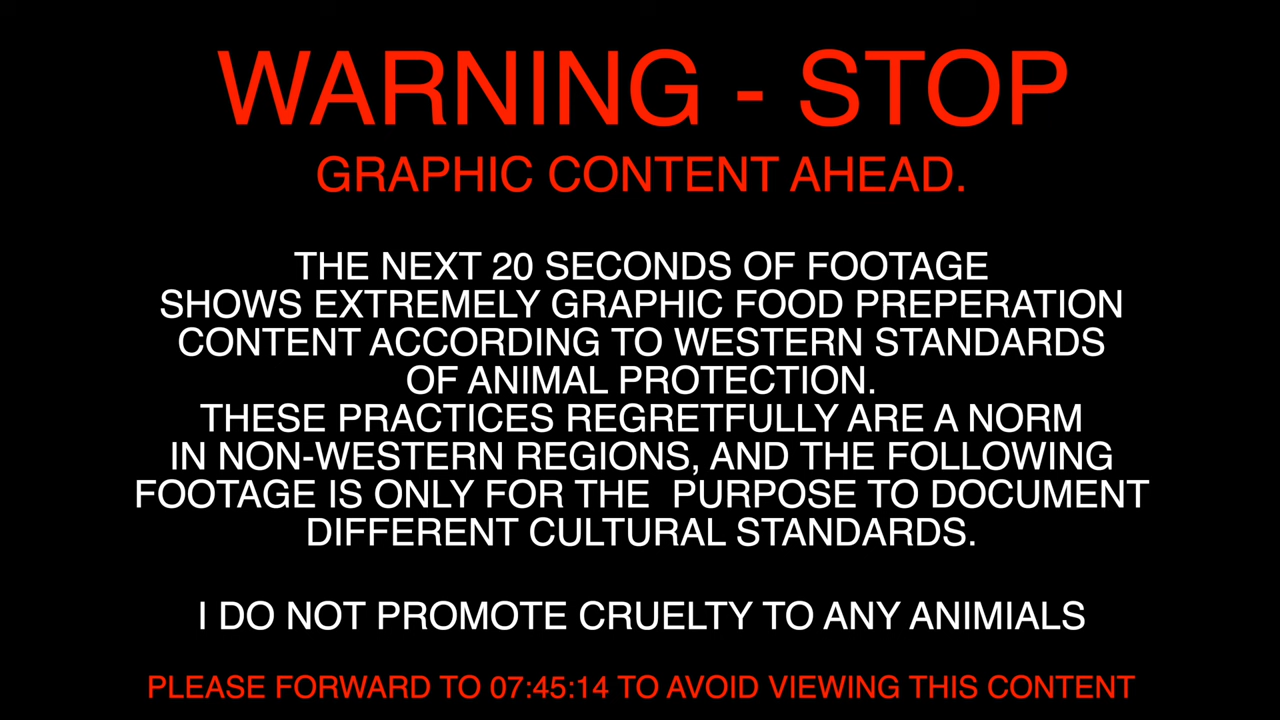 WARNING - STOP
GRAPHIC CONTENT AHEAD.
THE NEXT 20 SECONDS OF FOOTAGE
SHOWS EXTREMELY GRAPHIC FOOD PREPERATION
CONTENT ACCORDING TO WESTERN STANDARDS
OF ANIMAL PROTECTION.
THESE PRACTICES REGRETFULLY ARE A NORM
IN NON-WESTERN REGIONS, AND THE FOLLOWING
FOOTAGE IS ONLY FOR THE  PURPOSE TO DOCUMENT
DIFFERENT CULTURAL STANDARDS.
I DO NOT PROMOTE CRUELTY TO ANY ANIMIALS
PLEASE FORWARD TO 07:45:14 TO AVOID VIEWING THIS CONTENT